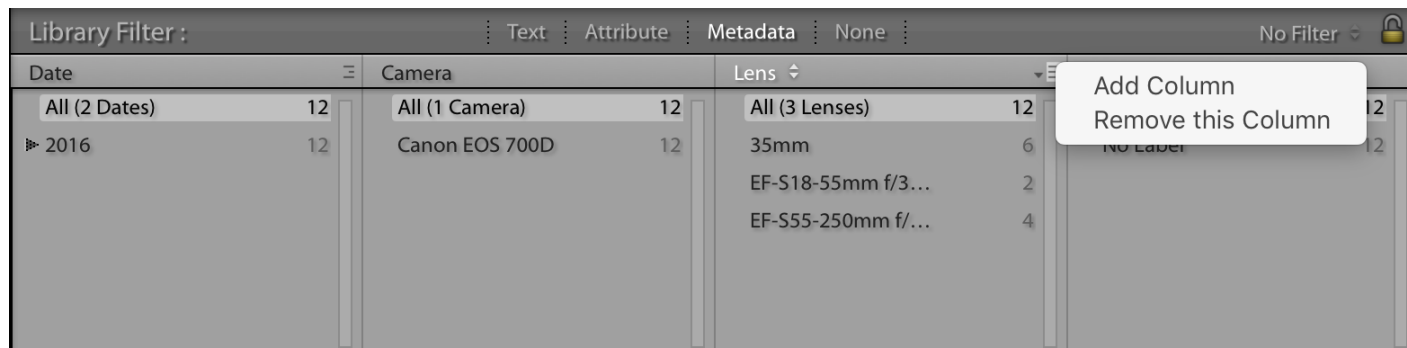 Library Filter :
Text Attribute Metadata None
No Filter
Date
Camera
Lens
Add Column
Remove this Column
All (2 Dates) 12
2016 12
All (1 Camera) 12
Canon EOS 700D 12
All (3 Lenses) 12
35mm 6
EF-S18-55mm f/3... 2
EF-S55-250mm f/... 4
12
No Label 12